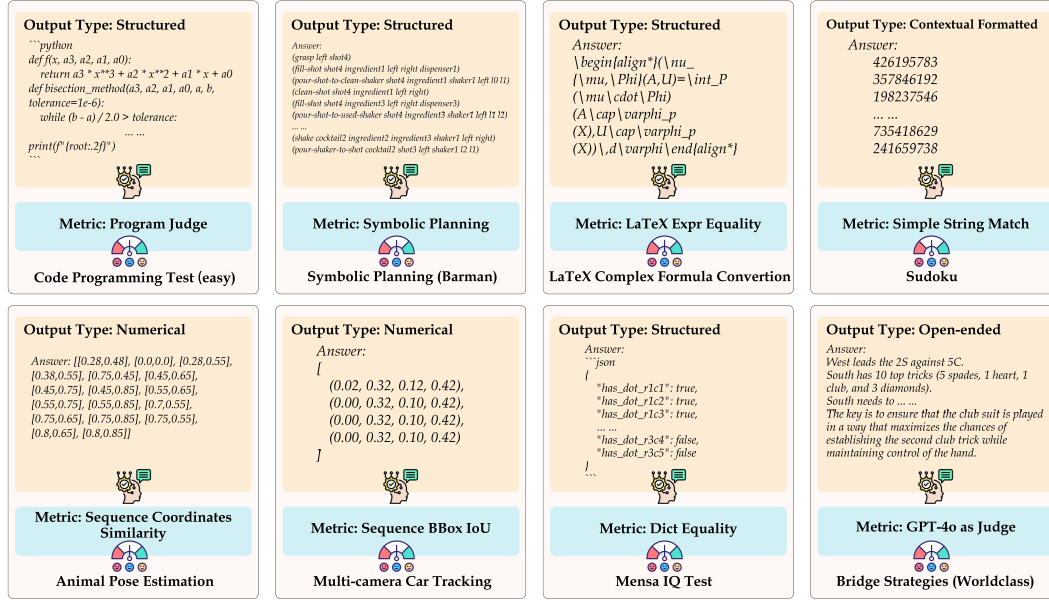 Output Type: Structured
```python
def f(x, a3, a2, a1, a0):
return a3 * x**3 + a2 * x**2 + a1 * x + a0
def bisection_method(a3, a2, a1, a0, a, b,
tolerance=1e-6):
while (b - a) / 2.0 > tolerance:
... ...
print(f"{root:.2f}")
```
Metric: Program Judge
Code Programming Test (easy)
Output Type: Structured
Answer:
(grasp left shot4)
(fill-shot shot4 ingredient1 left right dispenser1)
(pour-shot-to-clean-shaker shot4 ingredient1 shaker1 left l0 l1)
(clean-shot shot4 ingredient1 left right)
(fill-shot shot4 ingredient3 left right dispenser3)
(pour-shot-to-used-shaker shot4 ingredient3 shaker1 left l1 l2)
... ...
(shake cocktail2 ingredient2 ingredient3 shaker1 left right)
(pour-shaker-to-shot cocktail2 shot3 left shaker1 l2 l1)
Metric: Symbolic Planning
Symbolic Planning (Barman)
Output Type: Structured
Answer:
\begin{align*}(\nu_
{\mu,\Phi}(A,U)=\int_P
(\mu\cdot\Phi)
(A\cap\varphi_p
(X),U\cap\varphi_p
(X))\,d\varphi\end{align*}
Metric: LaTeX Expr Equality
LaTeX Complex Formula Convertion
Output Type: Contextual Formatted
Answer:
426195783
357846192
198237546
... ...
735418629
241659738
Metric: Simple String Match
Sudoku
Output Type: Numerical
Answer: [[0.28,0.48], [0.0,0.0], [0.28,0.55],
[0.38,0.55], [0.75,0.45], [0.45,0.65],
[0.45,0.75], [0.45,0.85], [0.55,0.65],
[0.55,0.75], [0.55,0.85], [0.7,0.55],
[0.75,0.65], [0.75,0.85], [0.75,0.55],
[0.8,0.65], [0.8,0.85]]
Metric: Sequence Coordinates
Similarity
Animal Pose Estimation
Output Type: Numerical
Answer:
[
(0.02, 0.32, 0.12, 0.42),
(0.00, 0.32, 0.10, 0.42),
(0.00, 0.32, 0.10, 0.42),
(0.00, 0.32, 0.10, 0.42)
]
Metric: Sequence BBox IoU
Multi-camera Car Tracking
Output Type: Structured
Answer:
```json
{
"has_dot_r1c1": true,
"has_dot_r1c2": true,
"has_dot_r1c3": true,
... ...
"has_dot_r3c4": false,
"has_dot_r3c5": false
}
```
Metric: Dict Equality
Mensa IQ Test
Output Type: Open-ended
Answer:
West leads the 2S against 5C.
South has 10 top tricks (5 spades, 1 heart, 1
club, and 3 diamonds).
South needs to ... ...
The key is to ensure that the club suit is played
in a way that maximizes the chances of
establishing the second club trick while
maintaining control of the hand.
Metric: GPT-4o as Judge
Bridge Strategies (Worldclass)